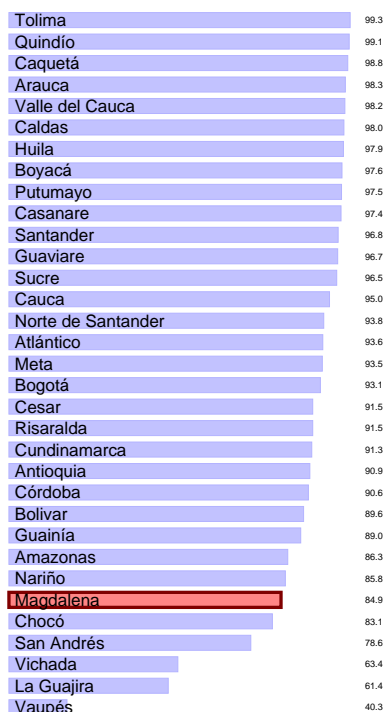 Tolima 99.3
Quindío 99.1
Caquetá 98.8
Arauca 98.3
Valle del Cauca 98.2
Caldas 98.0
Huila 97.9
Boyacá 97.6
Putumayo 97.5
Casanare 97.4
Santander 96.8
Guaviare 96.7
Sucre 96.5
Cauca 95.0
Norte de Santander 93.8
Atlántico 93.6
Meta 93.5
Bogotá 93.1
Cesar 91.5
Risaralda 91.5
Cundinamarca 91.3
Antioquia 90.9
Córdoba 90.6
Bolivar 89.6
Guainía 89.0
Amazonas 86.3
Nariño 85.8
Magdalena 84.9
Chocó 83.1
San Andrés 78.6
Vichada 63.4
La Guajira 61.4
Vaupés 40.3